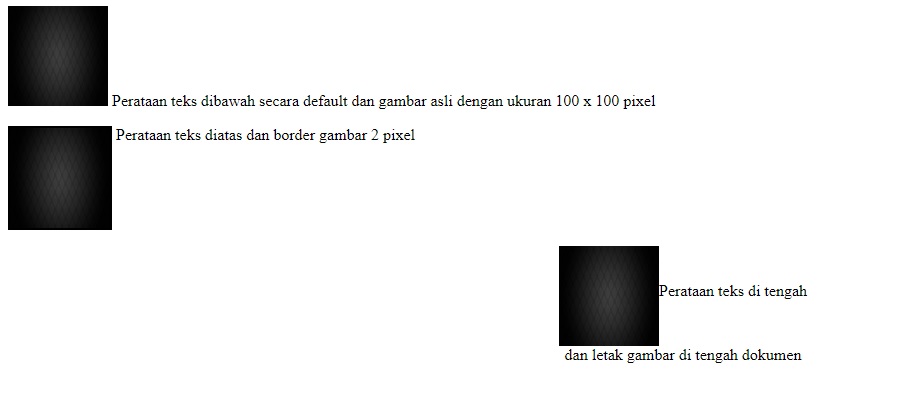 Perataan teks dibawah secara default dan gambar asli dengan ukuran 100 x 100 pixel
Perataan teks diatas dan border gambar 2 pixel
Perataan teks di tengah
dan letak gambar di tengah dokumen